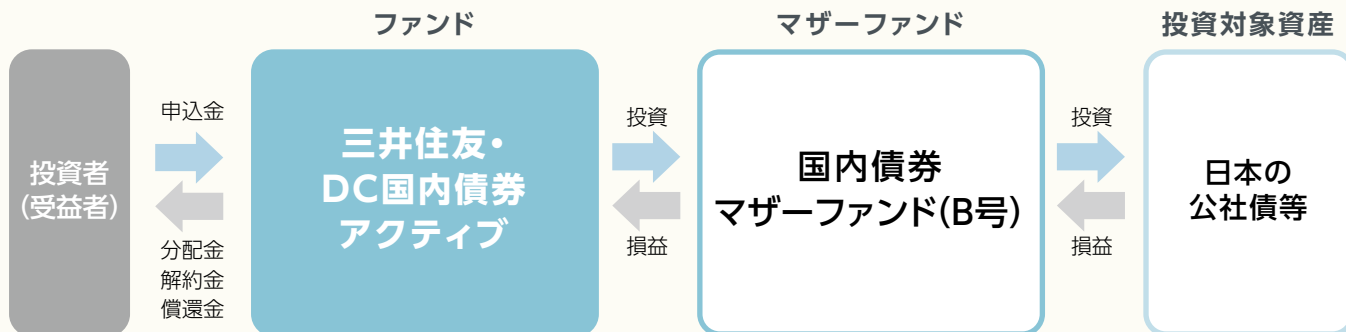 ファンド
マザーファンド
投資対象資産
投資者
(受益者)
申込金
分配金
解約金
償還金
三井住友・
DC国内債券
アクティブ
投資
損益
国内債券
マザーファンド(B号)
投資
損益
日本の
公社債等